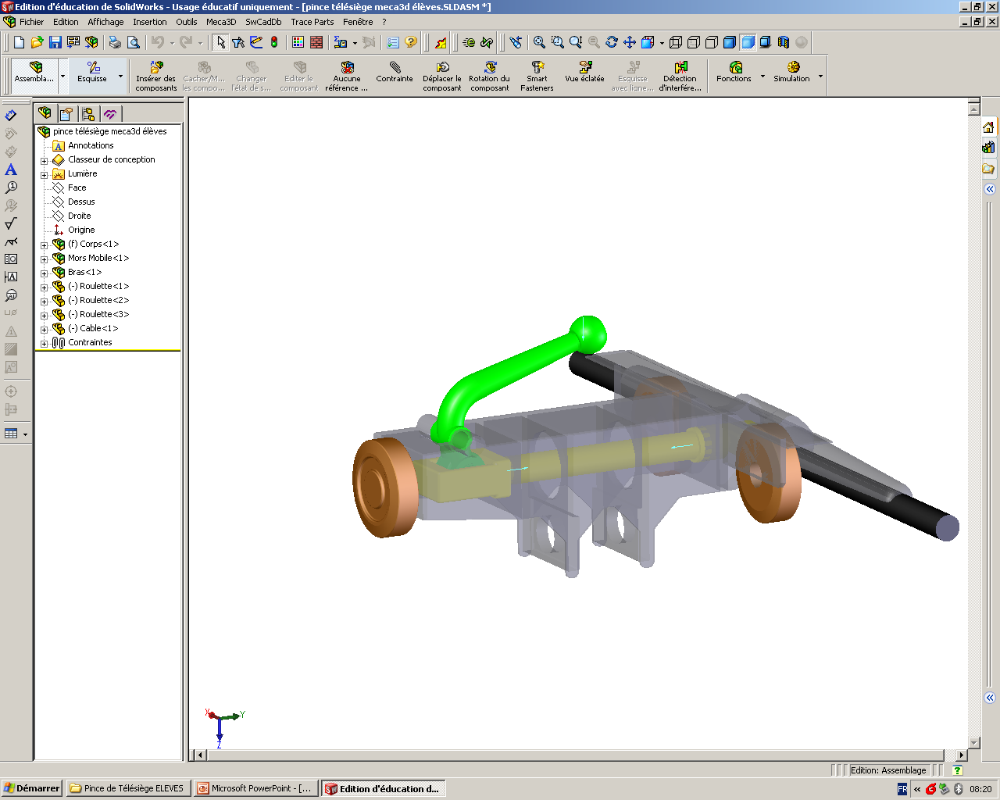 Edition d'éducation de SolidWorks - Usage éducatif uniquement - [pince télésiège meca3d élèves.SLDASM *]
Fichier Edition Affichage Insertion Outils Meca3D SwCadDb Trace Parts Fenêtre ?
Assembla... Esquisse Insérer des composants Cacher/M... les compo... Changer l'état de s... Editer le composant Aucune référence ... Contrainte Déplacer le composant Rotation du composant Smart Fasteners Vue éclatée Esquisse avec ligne... Détection d'interfére... Fonctions Simulation
pince télésiège meca3d élèves
Annotations
Classeur de conception
Lumière
Face
Dessus
Droite
Origine
(f) Corps<1>
Mors Mobile<1>
Bras<1>
(-) Roulette<1>
(-) Roulette<2>
(-) Roulette<3>
(-) Cable<1>
Contraintes
X Y
Z
Edition: Assemblage
Démarrer Pince de Télésiège ELEVES Microsoft PowerPoint - [... Edition d'éducation d... FR 08:20